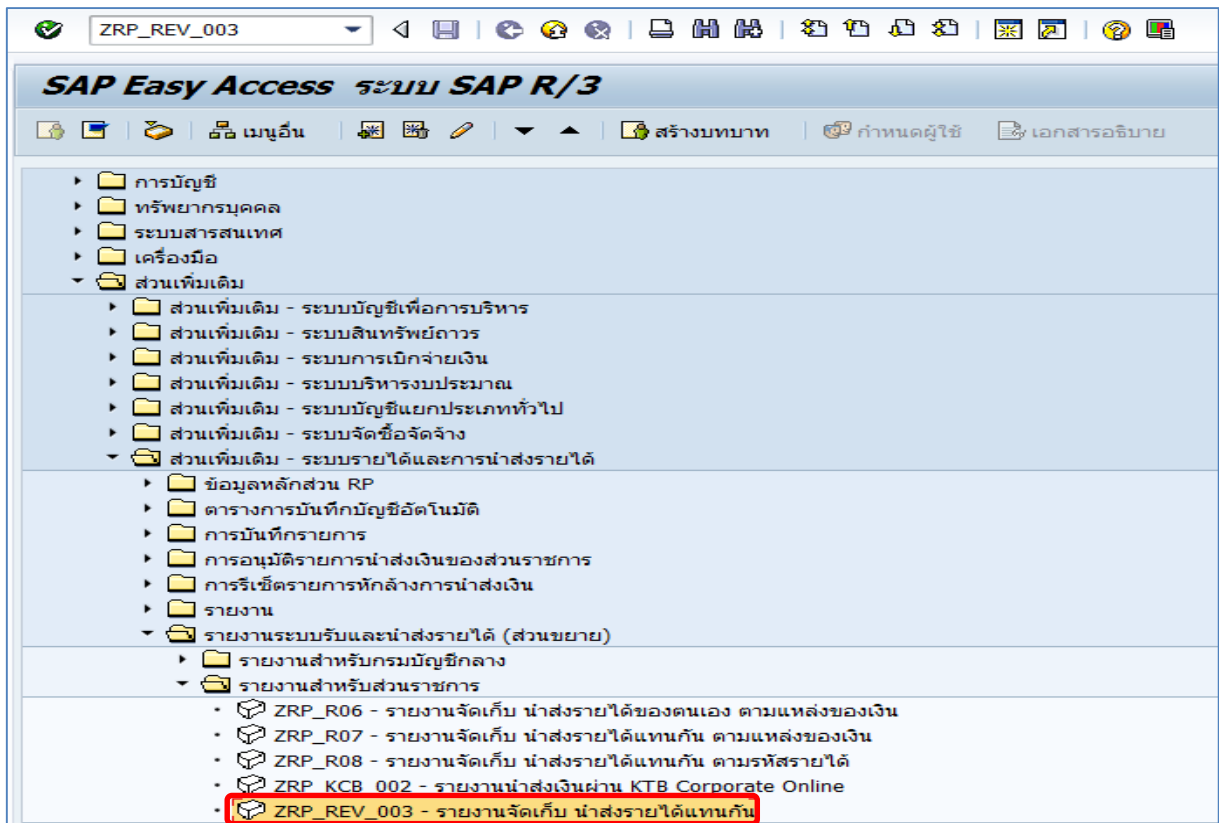 ZRP_REV_003
SAP Easy Access ระบบ SAP R/3
เมนูอื่น สร้างบทบาท กำหนดผู้ใช้ เอกสารอธิบาย
การบัญชี
ทรัพยากรบุคคล
ระบบสารสนเทศ
เครื่องมือ
ส่วนเพิ่มเติม
ส่วนเพิ่มเติม - ระบบบัญชีเพื่อการบริหาร
ส่วนเพิ่มเติม - ระบบสินทรัพย์ถาวร
ส่วนเพิ่มเติม - ระบบการเบิกจ่ายเงิน
ส่วนเพิ่มเติม - ระบบบริหารงบประมาณ
ส่วนเพิ่มเติม - ระบบบัญชีแยกประเภททั่วไป
ส่วนเพิ่มเติม - ระบบจัดซื้อจัดจ้าง
ส่วนเพิ่มเติม - ระบบรายได้และการนำส่งรายได้
ข้อมูลหลักส่วน RP
ตารางการบันทึกบัญชีอัตโนมัติ
การบันทึกรายการ
การอนุมัติรายการนำส่งเงินของส่วนราชการ
การรีเซ็ตรายการหักล้างการนำส่งเงิน
รายงาน
รายงานระบบรับและนำส่งรายได้ (ส่วนขยาย)
รายงานสำหรับกรมบัญชีกลาง
รายงานสำหรับส่วนราชการ
ZRP_R06 - รายงานจัดเก็บ นำส่งรายได้ของตนเอง ตามแหล่งของเงิน
ZRP_R07 - รายงานจัดเก็บ นำส่งรายได้แทนกัน ตามแหล่งของเงิน
ZRP_R08 - รายงานจัดเก็บ นำส่งรายได้แทนกัน ตามรหัสรายได้
ZRP_KCB_002 - รายงานนำส่งเงินผ่าน KTB Corporate Online
ZRP_REV_003 - รายงานจัดเก็บ นำส่งรายได้แทนกัน